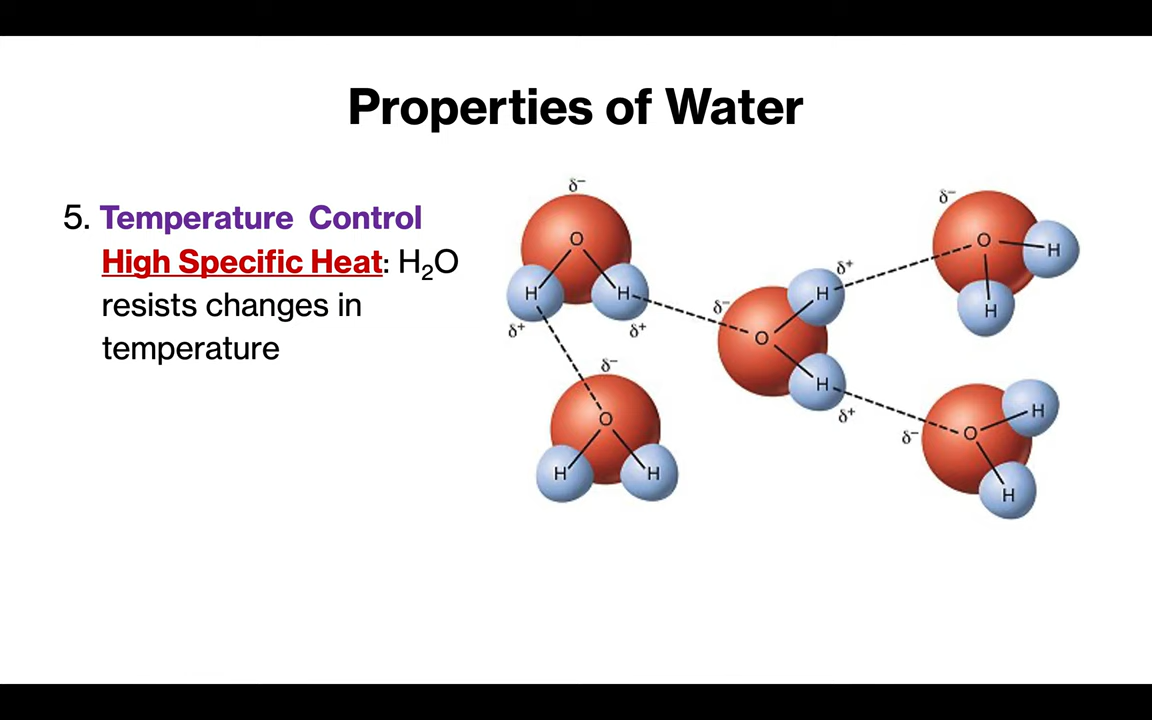 Properties of Water
5. Temperature Control
High Specific Heat: H₂O
resists changes in
temperature
δ⁻
O
H
H
δ⁺
δ⁺
δ⁻
O
H
H
δ⁻
O
H
δ⁺
H
δ⁺
δ⁻
O
H
H
δ⁻
O
H
H